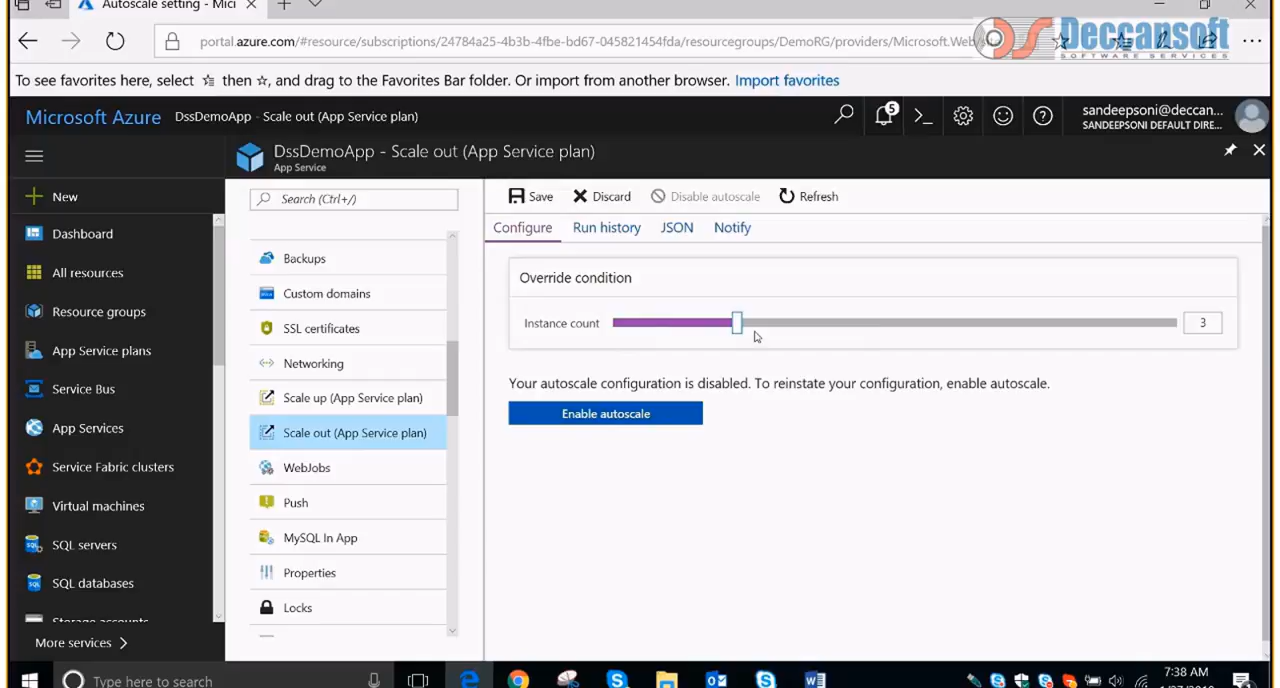 Autoscale setting - Mici
portal.azure.com/#resource/subscriptions/24784a25-4b3b-4fbe-bd67-045821454fda/resourcegroups/DemoRG/providers/Microsoft.Web
Deccansoft
SOFTWARE SERVICES
To see favorites here, select then ☆, and drag to the Favorites Bar folder. Or import from another browser. Import favorites
Microsoft Azure DssDemoApp - Scale out (App Service plan)
5
sandeepsoni@deccan...
SANDEEPSONI DEFAULT DIRE...
DssDemoApp - Scale out (App Service plan)
App Service
New
Dashboard
All resources
Resource groups
App Service plans
Service Bus
App Services
Service Fabric clusters
Virtual machines
SQL servers
SQL databases
Storage accounts
More services
Search (Ctrl+/)
Backups
Custom domains
SSL certificates
Networking
Scale up (App Service plan)
Scale out (App Service plan)
WebJobs
Push
MySQL In App
Properties
Locks
Save Discard Disable autoscale Refresh
Configure Run history JSON Notify
Override condition
Instance count 3
Your autoscale configuration is disabled. To reinstate your configuration, enable autoscale.
Enable autoscale
Type here to search
7:38 AM